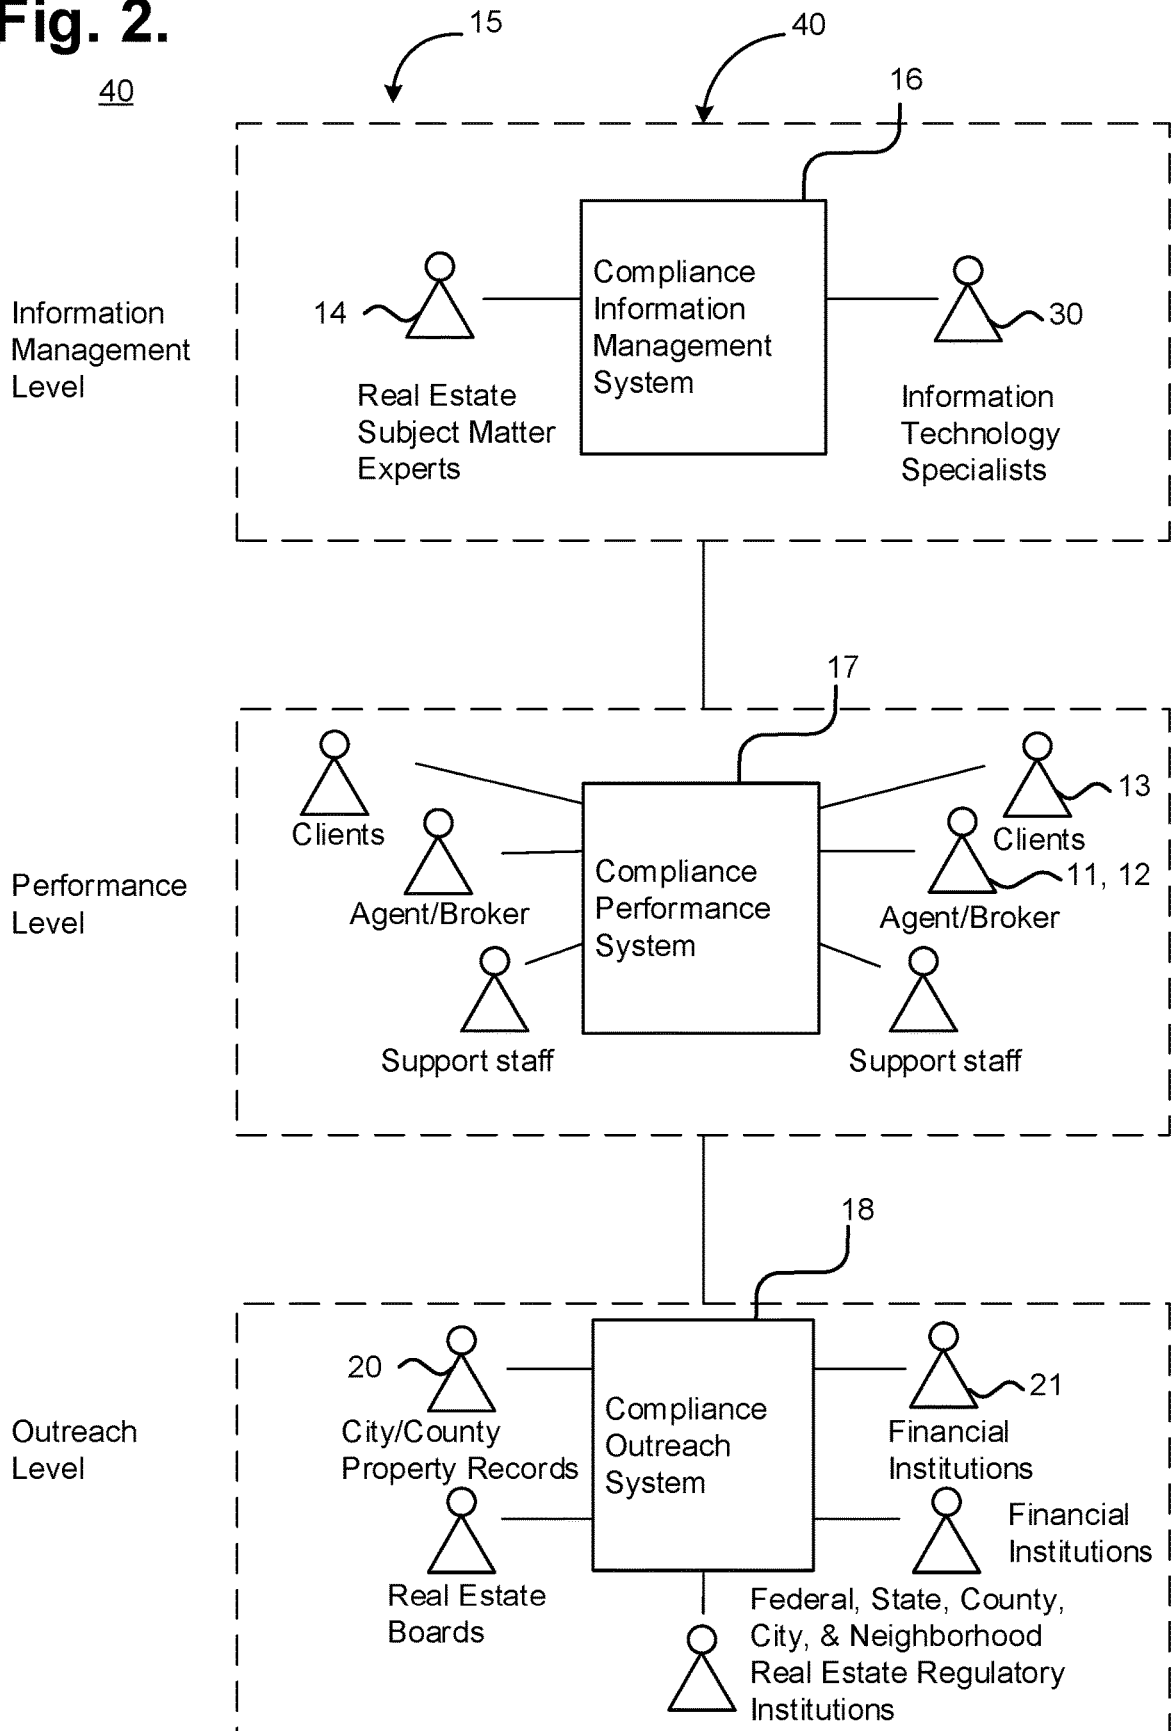 Fig. 2.
40
15
40
16
Information
Management
Level
14
Real Estate
Subject Matter
Experts
Compliance
Information
Management
System
30
Information
Technology
Specialists
17
Performance
Level
Clients
Agent/Broker
Support staff
Compliance
Performance
System
13
Clients
11, 12
Agent/Broker
Support staff
18
Outreach
Level
20
City/County
Property Records
Real Estate
Boards
Compliance
Outreach
System
21
Financial
Institutions
Financial
Institutions
Federal, State, County,
City, & Neighborhood
Real Estate Regulatory
Institutions